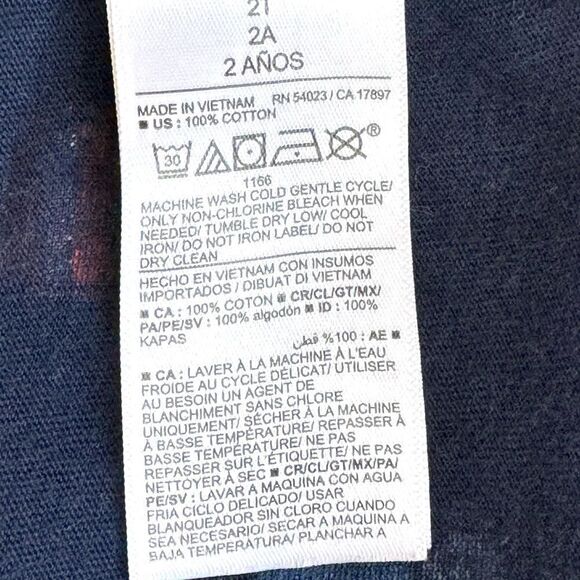 2T
2A
2 AÑOS
MADE IN VIETNAM RN 54023 / CA 17897
■ US : 100% COTTON
30 ®
1166
MACHINE WASH COLD GENTLE CYCLE/
ONLY NON-CHLORINE BLEACH WHEN
NEEDED/ TUMBLE DRY LOW/ COOL
IRON/ DO NOT IRON LABEL/ DO NOT
DRY CLEAN
HECHO EN VIETNAM CON INSUMOS
IMPORTADOS / DIBUAT DI VIETNAM
■ CA : 100% COTON ■ CR/CL/GT/MX/
PA/PE/SV : 100% algodón ■ ID : 100%
KAPAS
■ AE : %100 قطن
■ CA : LAVER À LA MACHINE À L'EAU
FROIDE AU CYCLE DÉLICAT/ UTILISER
AU BESOIN UN AGENT DE
BLANCHIMENT SANS CHLORE
UNIQUEMENT/ SÉCHER À LA MACHINE
À BASSE TEMPÉRATURE/ REPASSER À
BASSE TEMPÉRATURE/ NE PAS
REPASSER SUR L'ÉTIQUETTE/ NE PAS
NETTOYER À SEC ■ CR/CL/GT/MX/PA/
PE/SV : LAVAR A MAQUINA CON AGUA
FRIA CICLO DELICADO/ USAR
BLANQUEADOR SIN CLORO CUANDO
SEA NECESARIO/ SECAR A MAQUINA A
BAJA TEMPERATURA/ PLANCHAR A